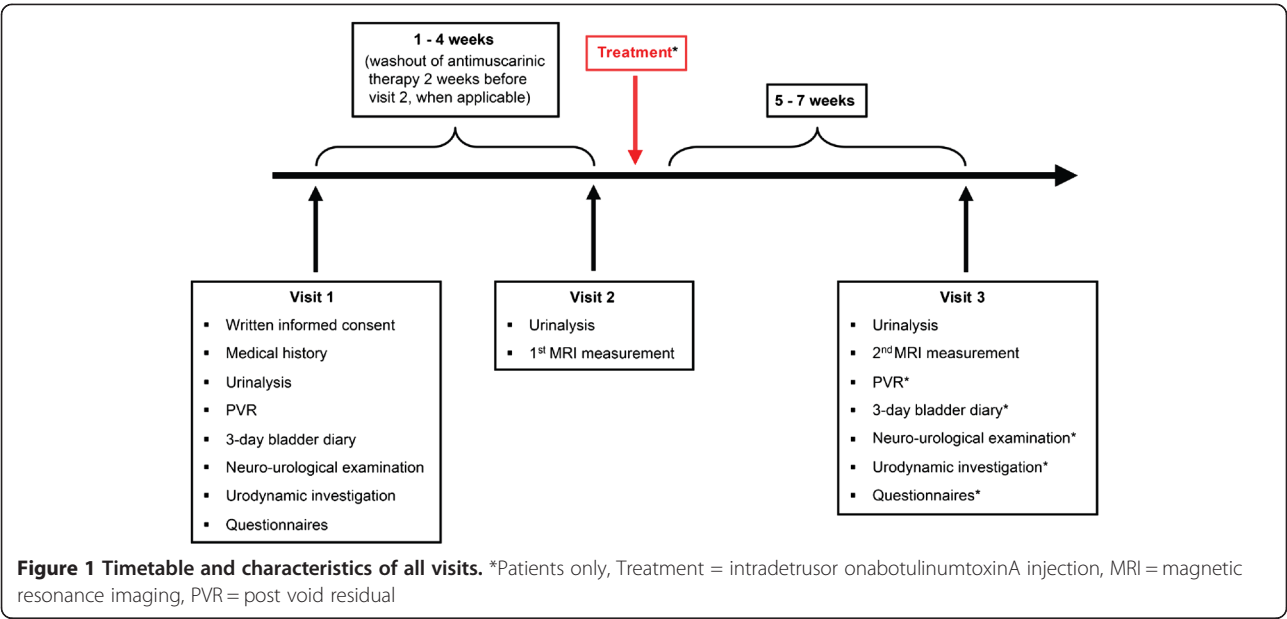 1 - 4 weeks
(washout of antimuscarinic
therapy 2 weeks before
visit 2, when applicable)
Treatment*
5 - 7 weeks
Visit 1
▪ Written informed consent
▪ Medical history
▪ Urinalysis
▪ PVR
▪ 3-day bladder diary
▪ Neuro-urological examination
▪ Urodynamic investigation
▪ Questionnaires
Visit 2
▪ Urinalysis
▪ 1st MRI measurement
Visit 3
▪ Urinalysis
▪ 2nd MRI measurement
▪ PVR*
▪ 3-day bladder diary*
▪ Neuro-urological examination*
▪ Urodynamic investigation*
▪ Questionnaires*
Figure 1 Timetable and characteristics of all visits. *Patients only, Treatment = intradetrusor onabotulinumtoxinA injection, MRI = magnetic
resonance imaging, PVR = post void residual